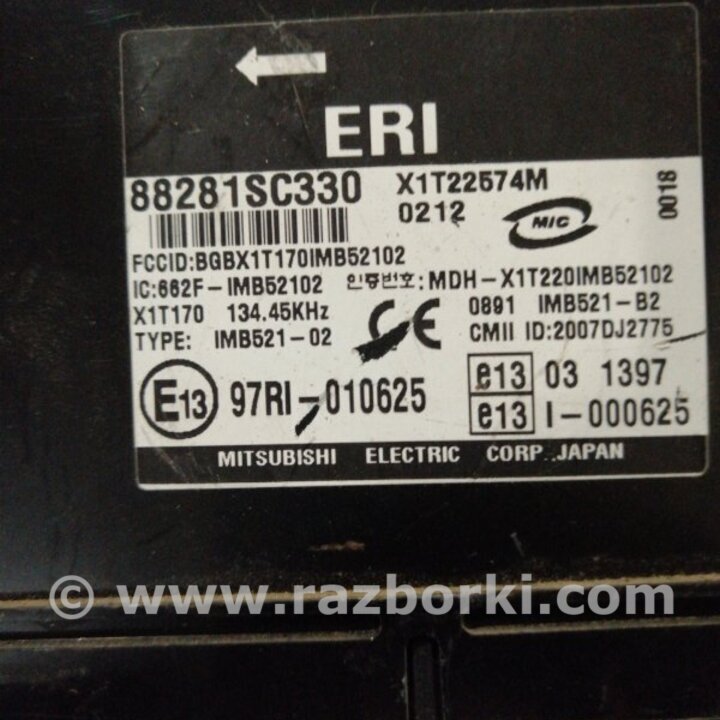 ERI
88281SC330 X1T22574M
0212 MIC 0018
FCCID:BGBX1T170IMB52102
IC:662F-IMB52102 인증번호:MDH-X1T220IMB52102
X1T170 134.45KHz CE 0891 IMB521-B2
TYPE: IMB521-02 CMII ID:2007DJ2775
E13 97RI-010625 e13 03 1397
e13 I-000625
MITSUBISHI ELECTRIC CORP. JAPAN
© www.razborki.com